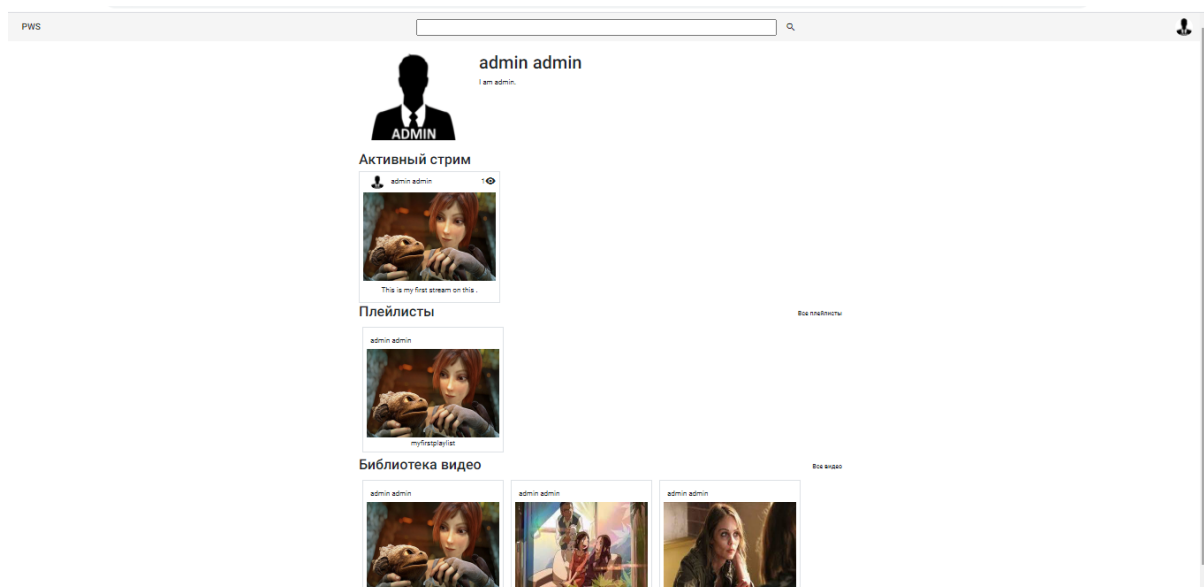 PWS
admin admin
I am admin.
ADMIN
Активный стрим
admin admin 1
This is my first stream on this .
Плейлисты Все плейлисты
admin admin
myfirstplaylist
Библиотека видео Все видео
admin admin admin admin admin admin